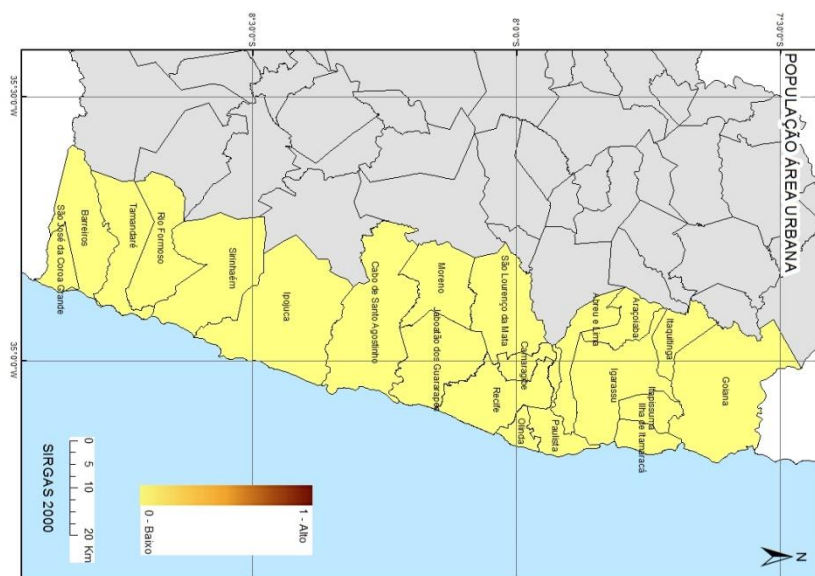 POPULAÇÃO ÁREA URBANA
8°30'0"W
8°0'0"W
7°30'0"W
35°30'0"W
35°0'0"W
N
Goiana
Itaquitinga
Araçoiaba
Itapissuma
Ilha de Itamaracá
Igarassu
Abreu e Lima
Paulista
Olinda
Camaragibe
Recife
São Lourenço da Mata
Moreno
Jaboatão dos Guararapes
Cabo de Santo Agostinho
Ipojuca
Sirinhaém
Rio Formoso
Tamandaré
Barreiros
São José da Coroa Grande
1 - Alto
0 - Baixo
0 5 10 20 Km
SIRGAS 2000